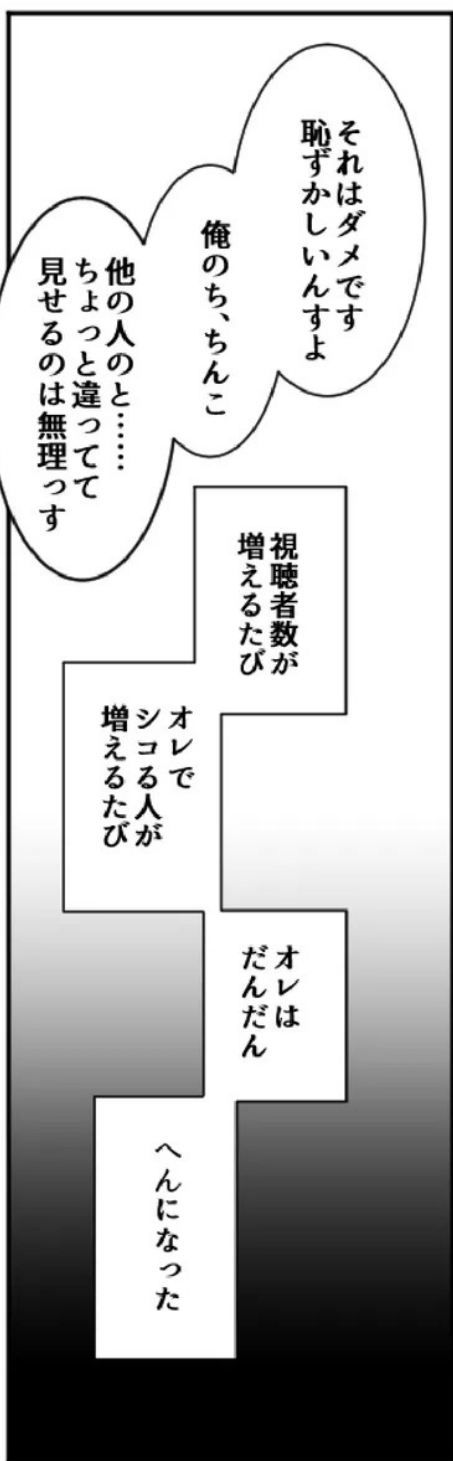 それはダメです
恥ずかしいんすよ
俺のち、ちんこ
他の人のと……
ちょっと違ってて
見せるのは無理っす
視聴者数が
増えるたび
オレで
シコる人が
増えるたび
オレは
だんだん
へんになった